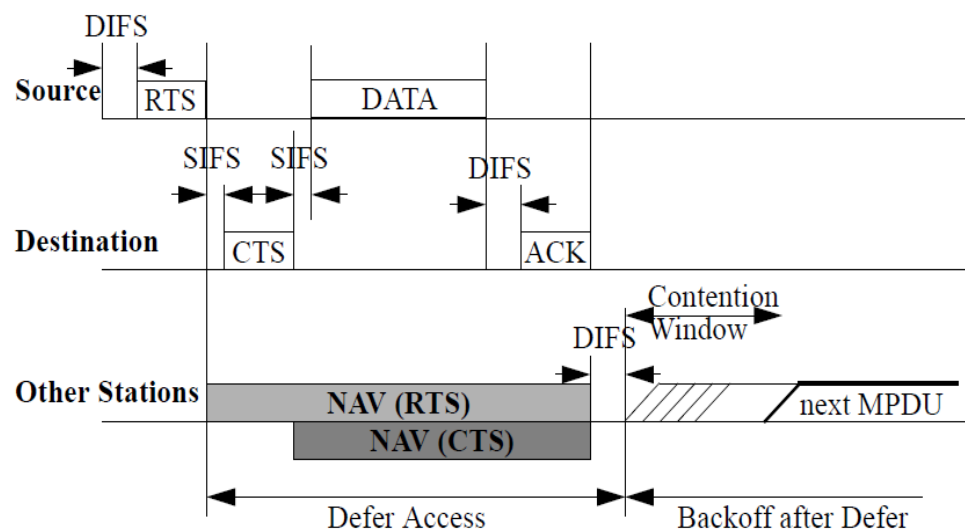 DIFS
Source
RTS
DATA
SIFS
SIFS
DIFS
Destination
CTS
ACK
Contention
Window
DIFS
Other Stations
NAV (RTS)
next MPDU
NAV (CTS)
Defer Access
Backoff after Defer